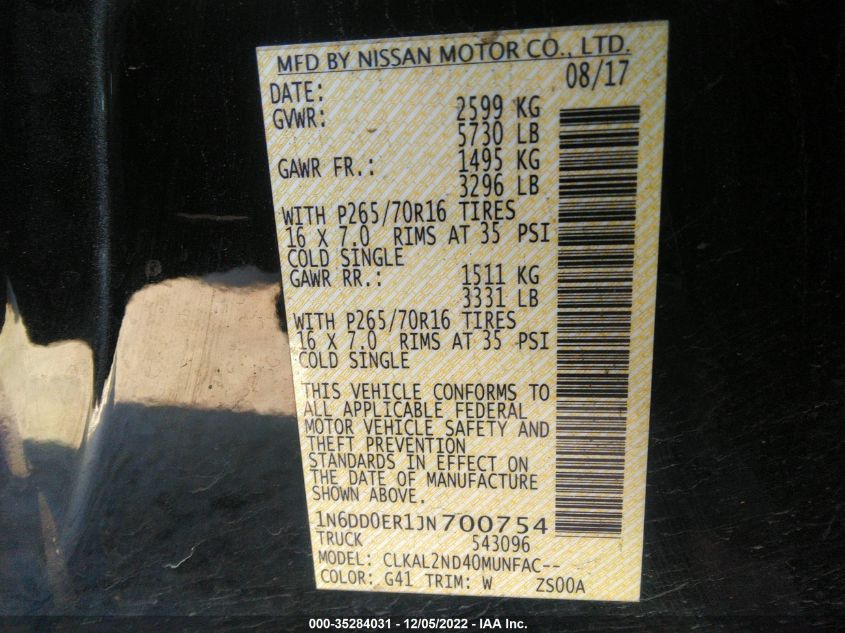 MFD BY NISSAN MOTOR CO., LTD.
DATE: 08/17
GVWR: 2599 KG
5730 LB
GAWR FR.: 1495 KG
3296 LB
WITH P265/70R16 TIRES
16 X 7.0 RIMS AT 35 PSI
COLD SINGLE
GAWR RR.: 1511 KG
3331 LB
WITH P265/70R16 TIRES
16 X 7.0 RIMS AT 35 PSI
COLD SINGLE
THIS VEHICLE CONFORMS TO
ALL APPLICABLE FEDERAL
MOTOR VEHICLE SAFETY AND
THEFT PREVENTION
STANDARDS IN EFFECT ON
THE DATE OF MANUFACTURE
SHOWN ABOVE.
1N6DD0ER1JN700754
TRUCK 543096
MODEL: CLKAL2ND40MUNFAC--
COLOR: G41 TRIM: W ZS00A
000-35284031 - 12/05/2022 - IAA Inc.